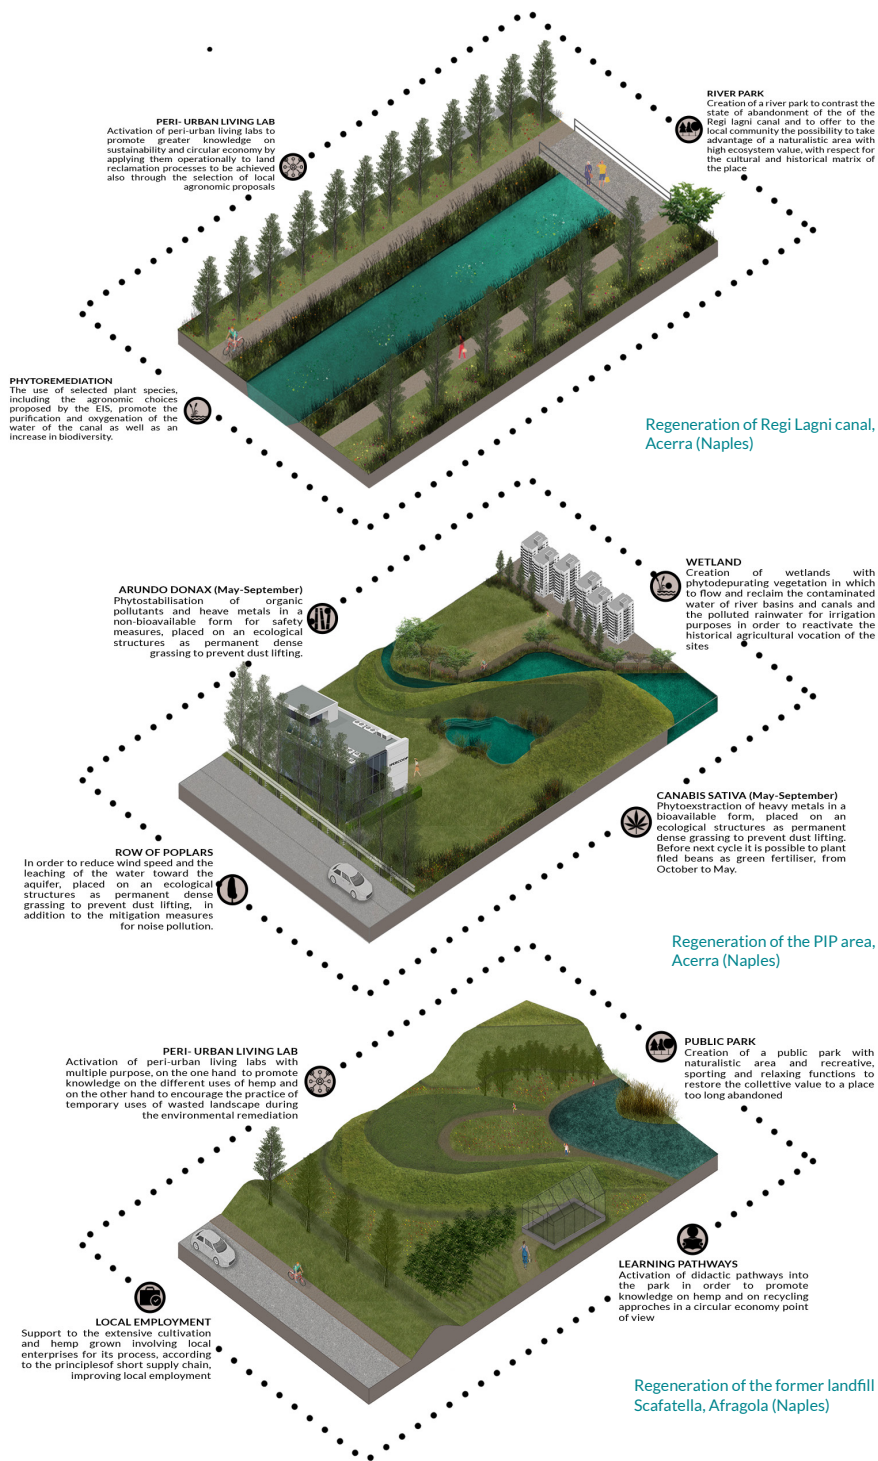 PERI- URBAN LIVING LAB
Activation of peri-urban living labs to
promote greater knowledge on
sustainability and circular economy by
applying them operationally to land
reclamation processes to be achieved
also through the selection of local
agronomic proposals
RIVER PARK
Creation of a river park to contrast the
state of abandonment of the of the
Regi lagni canal and to offer to the
local community the possibility to take
advantage of a naturalistic area with
high ecosystem value, with respect for
the cultural and historical matrix of
the place
PHYTOREMEDIATION
The use of selected plant species,
including the agronomic choices
proposed by the EIS, promote the
purification and oxygenation of the
water of the canal as well as an
increase in biodiversity.
Regeneration of Regi Lagni canal,
Acerra (Naples)
ARUNDO DONAX (May-September)
Phytostabilisation of organic
pollutants and heave metals in a
non-bioavailable form for safety
measures, placed on an ecological
structures as permanent dense
grassing to prevent dust lifting.
WETLAND
Creation of wetlands with
phytodepurating vegetation in which
to flow and reclaim the contaminated
water of river basins and canals and
the polluted rainwater for irrigation
purposes in order to reactivate the
historical agricultural vocation of the
sites
CANABIS SATIVA (May-September)
Phytoexstraction of heavy metals in a
bioavailable form, placed on an
ecological structures as permanent
dense grassing to prevent dust lifting.
Before next cycle it is possible to plant
filed beans as green fertiliser, from
October to May.
ROW OF POPLARS
In order to reduce wind speed and the
leaching of the water toward the
aquifer, placed on an ecological
structures as permanent dense
grassing to prevent dust lifting, in
addition to the mitigation measures
for noise pollution.
Regeneration of the PIP area,
Acerra (Naples)
PERI- URBAN LIVING LAB
Activation of peri-urban living labs with
multiple purpose, on the one hand to promote
knowledge on the different uses of hemp and
on the other hand to encourage the practice of
temporary uses of wasted landscape during
the environmental remediation
PUBLIC PARK
Creation of a public park with
naturalistic area and recreative,
sporting and relaxing functions to
restore the collettive value to a place
too long abandoned
LEARNING PATHWAYS
Activation of didactic pathways into
the park in order to promote
knowledge on hemp and on recycling
approches in a circular economy point
of view
LOCAL EMPLOYMENT
Support to the extensive cultivation
and hemp grown involving local
enterprises for its process, according
to the principlesof short supply chain,
improving local employment
Regeneration of the former landfill
Scafatella, Afragola (Naples)